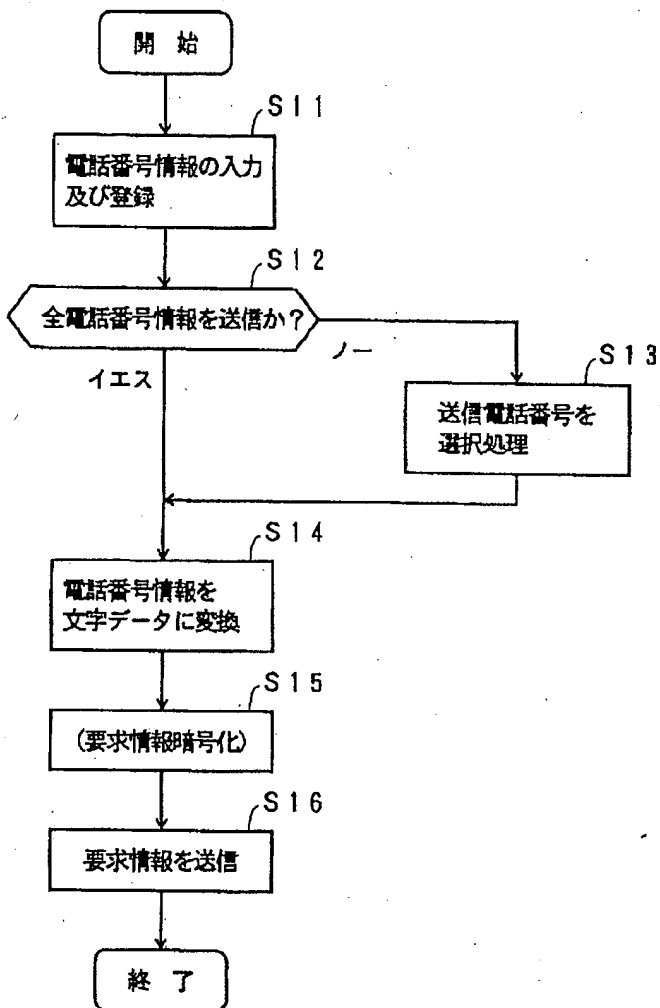 開 始
S11
電話番号情報の入力
及び登録
S12
全電話番号情報を送信か?
ノー
イエス
S13
送信電話番号を
選択処理
S14
電話番号情報を
文字データに変換
S15
(要求情報暗号化)
S16
要求情報を送信
終 了